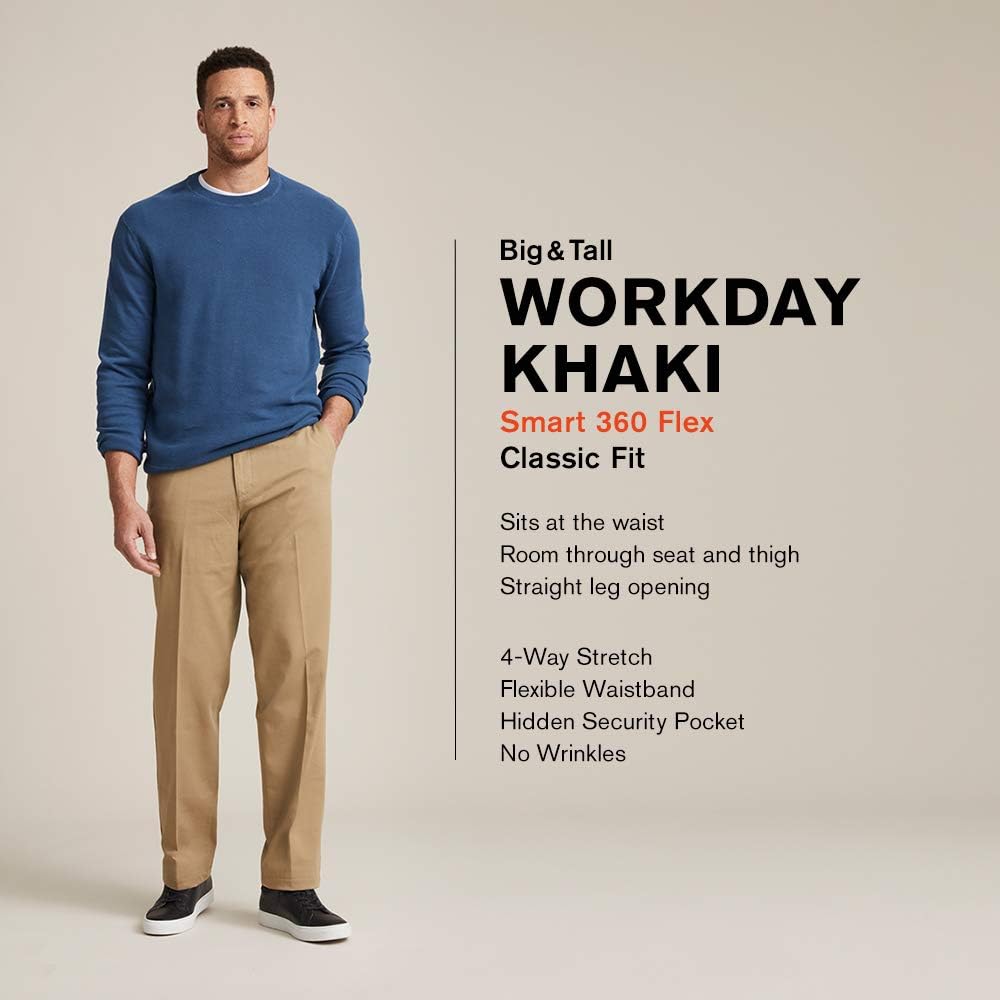 Big & Tall
WORKDAY
KHAKI
Smart 360 Flex
Classic Fit
Sits at the waist
Room through seat and thigh
Straight leg opening
4-Way Stretch
Flexible Waistband
Hidden Security Pocket
No Wrinkles